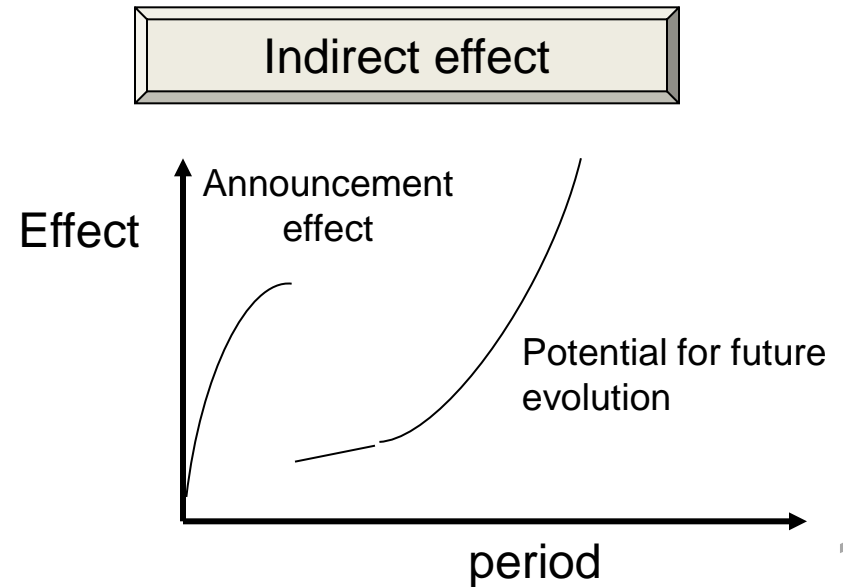 Indirect effect
Announcement
effect
Effect
Potential for future
evolution
period